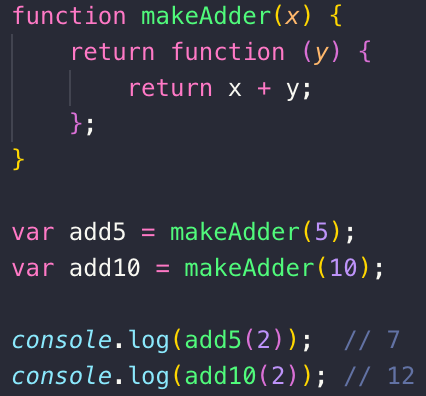 function makeAdder(x) {
    return function (y) {
        return x + y;
    };
}

var add5 = makeAdder(5);
var add10 = makeAdder(10);

console.log(add5(2));  // 7
console.log(add10(2)); // 12